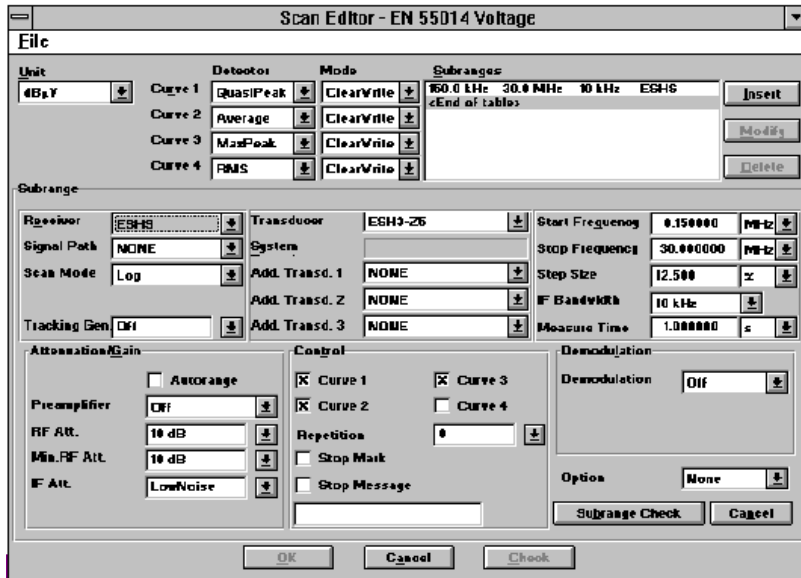 Scan Editor - EN 55014 Voltage
File
Unit
dBµV
Detector Mode
Curve 1 QuasiPeak ClearWrite
Curve 2 Average ClearWrite
Curve 3 MaxPeak ClearWrite
Curve 4 RMS ClearWrite
Subranges
150.0 kHz 30.0 MHz 10 kHz ESHS
<End of table>
Insert
Modify
Delete
Subrange
Receiver ESHS
Signal Path NONE
Scan Mode Log
Tracking Gen. Off
Transducer ESH3-Z5
System
Add. Transd. 1 NONE
Add. Transd. 2 NONE
Add. Transd. 3 NONE
Start Frequency 0.150000 MHz
Stop Frequency 30.000000 MHz
Step Size 12.500 %
IF Bandwidth 10 kHz
Measure Time 1.000000 s
Attenuation/Gain
Autorange
Preamplifier Off
RF Att. 10 dB
Min.RF Att. 10 dB
IF Att. LowNoise
Control
Curve 1 Curve 3
Curve 2 Curve 4
Repetition 0
Stop Mark
Stop Message
Demodulation
Demodulation Off
Option None
Subrange Check Cancel
OK Cancel Check